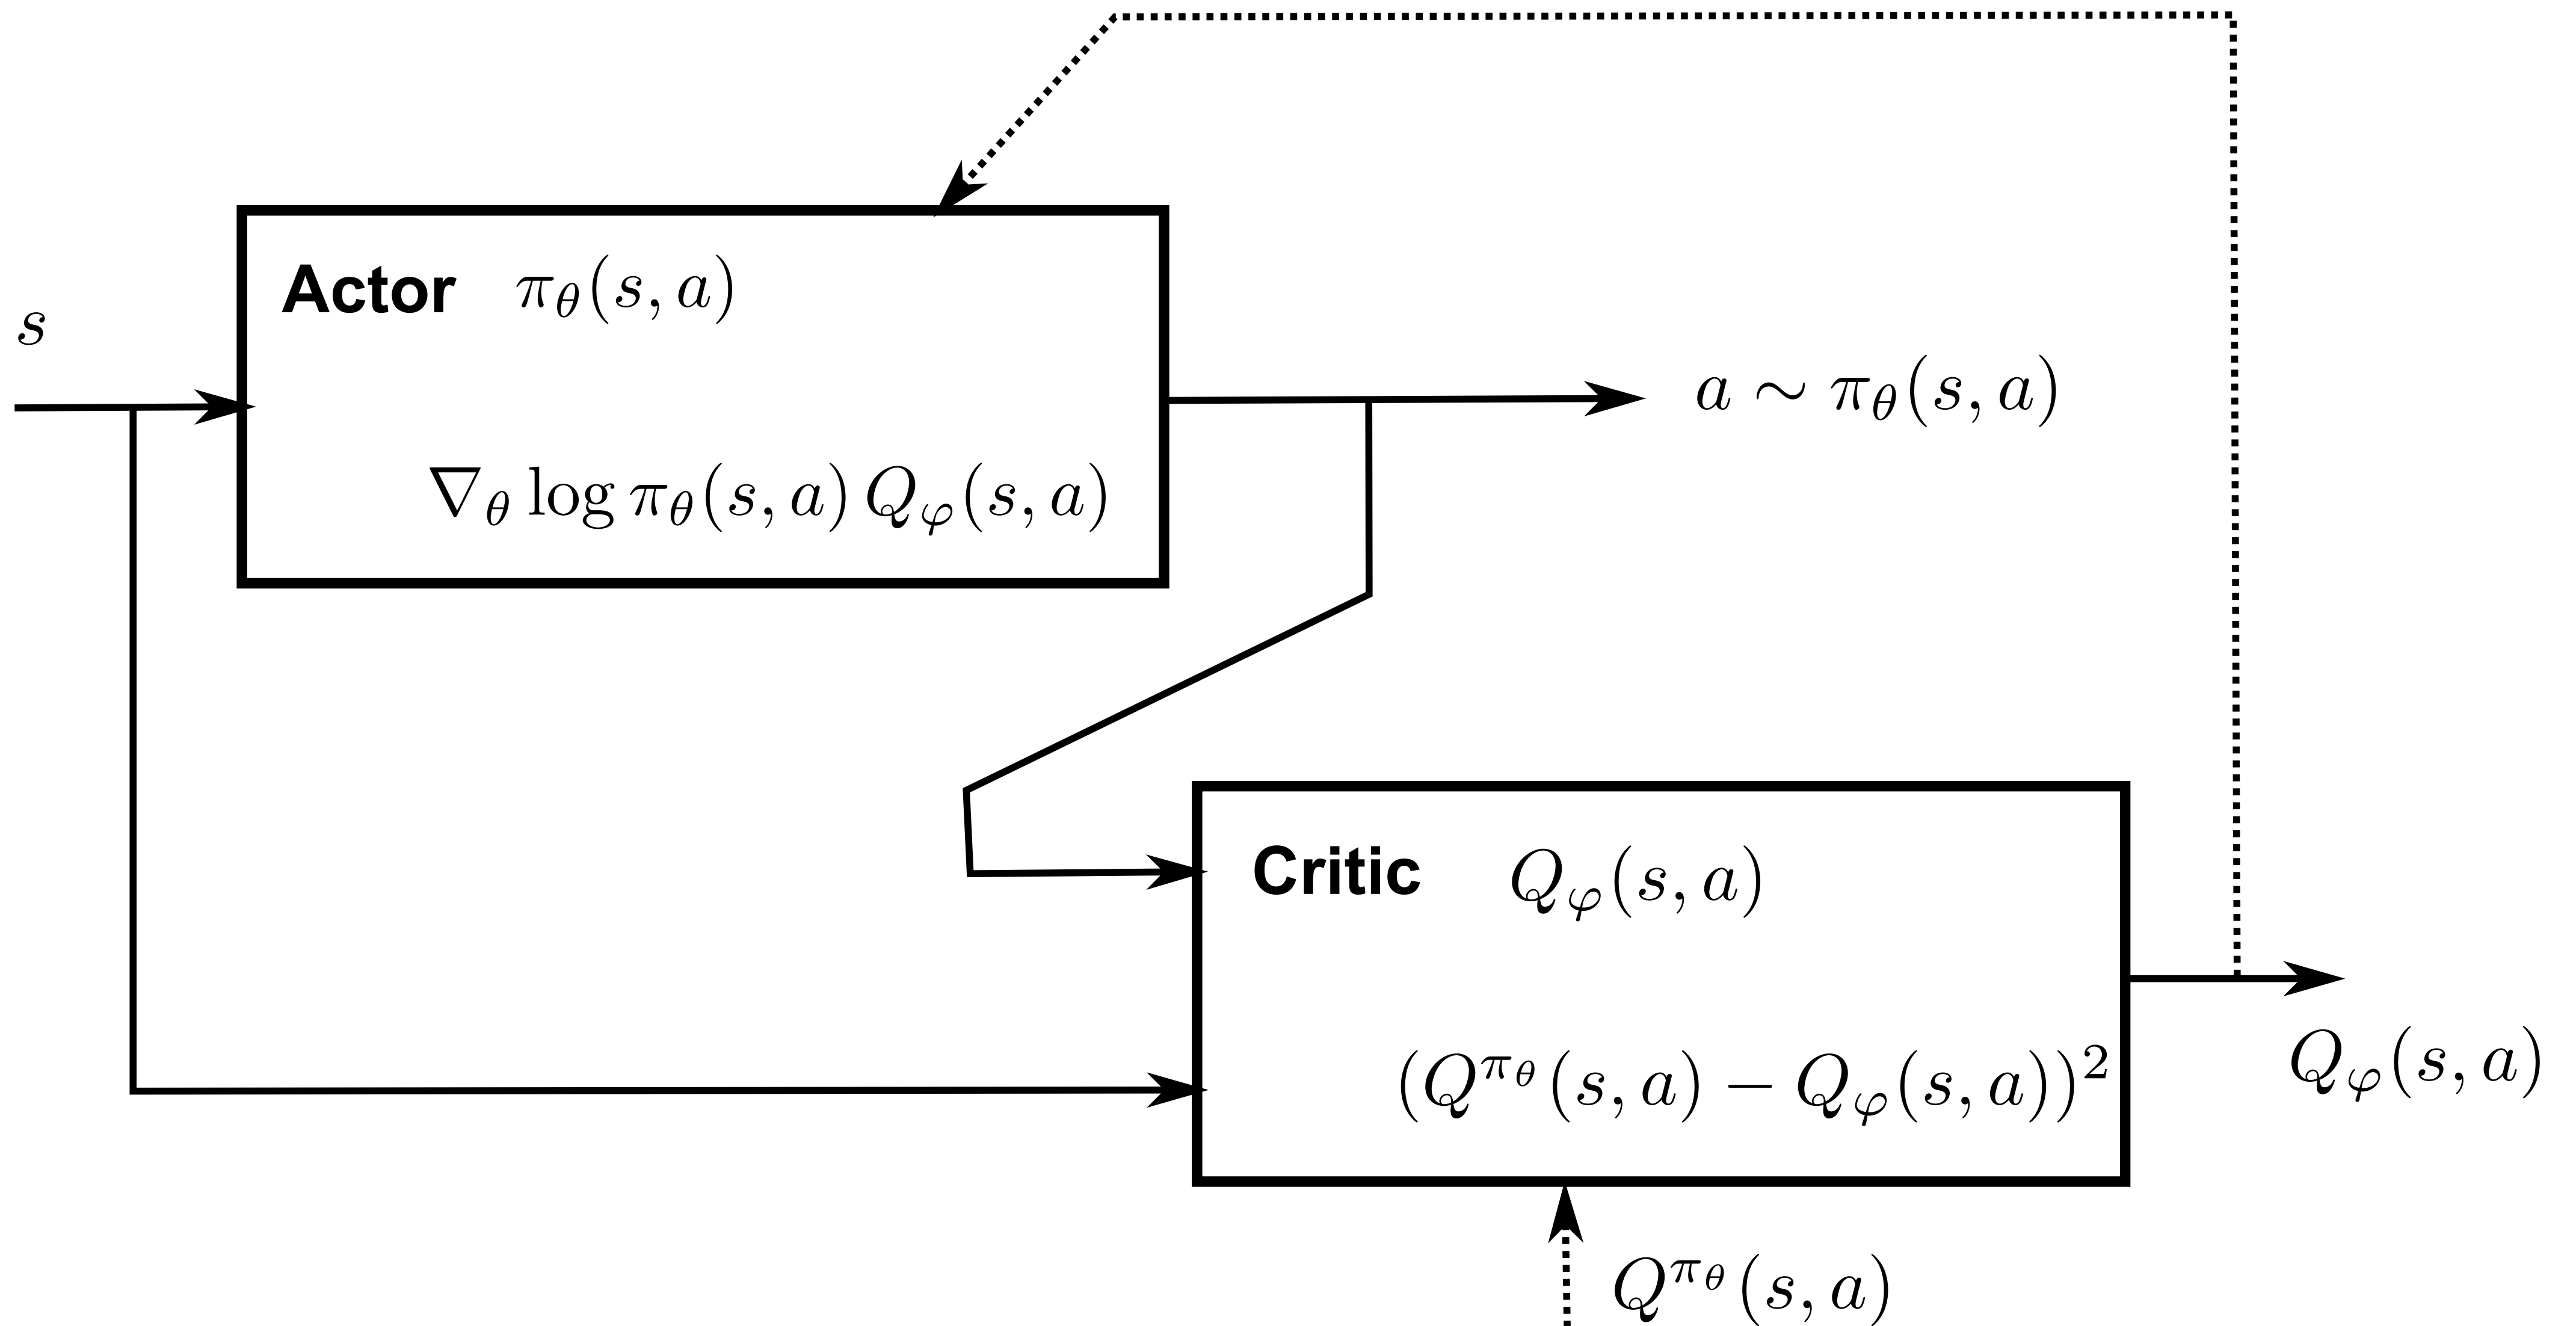 Actor π_θ(s, a)
s
a ∼ π_θ(s, a)
∇_θ log π_θ(s, a) Q_φ(s, a)
Critic Q_φ(s, a)
(Q^{π_θ}(s, a) − Q_φ(s, a))²
Q_φ(s, a)
Q^{π_θ}(s, a)